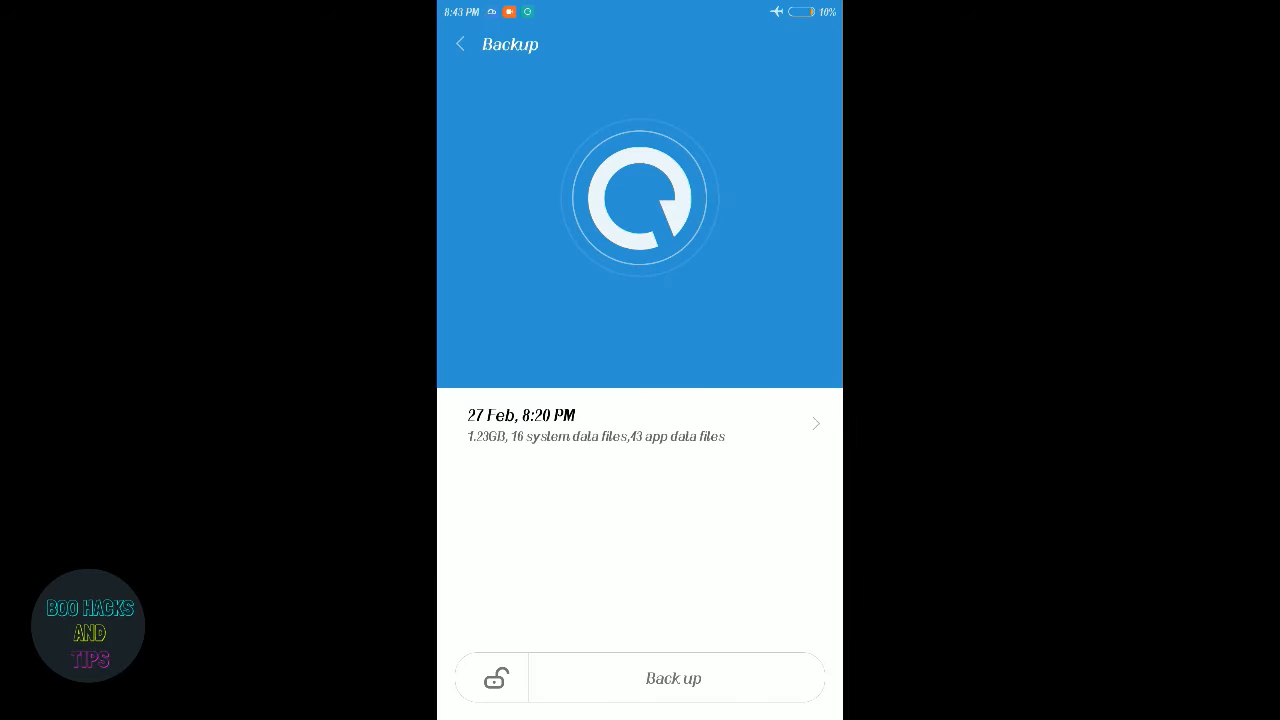 8:43 PM
10%
Backup
27 Feb, 8:20 PM
1.23GB, 16 system data files,43 app data files
Back up
BOO HACKS
AND
TIPS